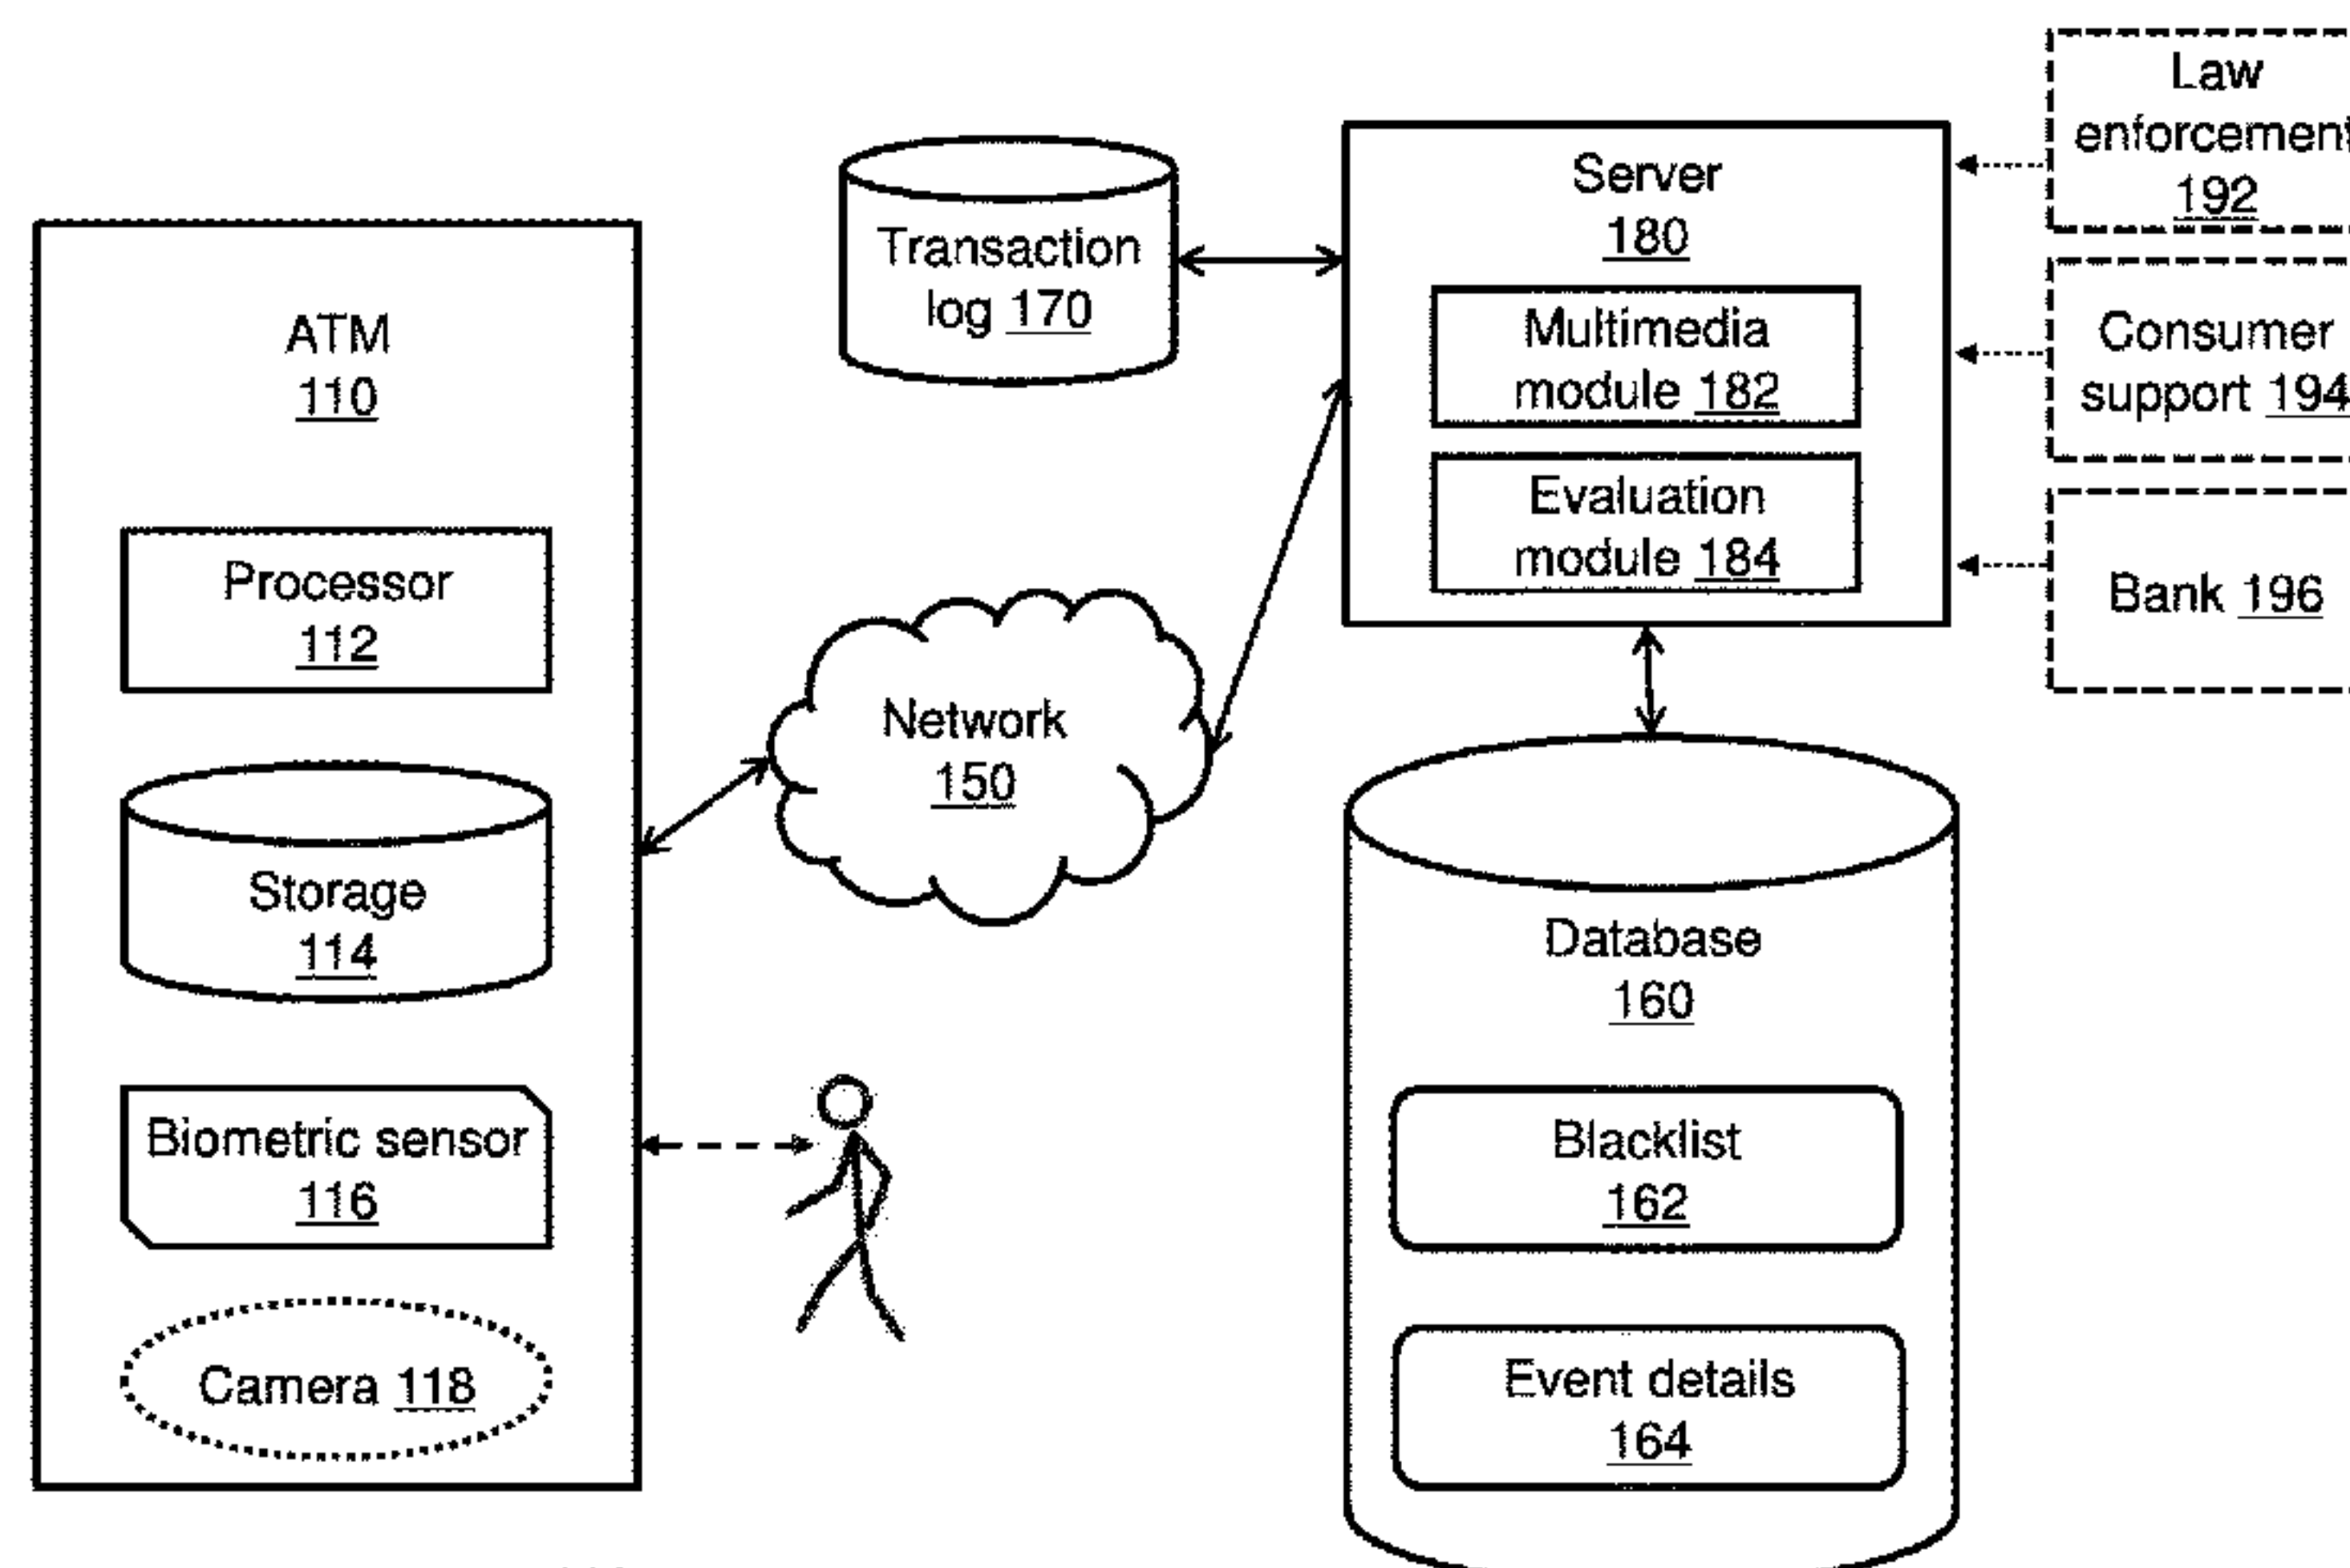 ATM
110
Processor
112
Storage
114
Biometric sensor
116
Camera 118
Transaction
log 170
Network
150
Server
180
Multimedia
module 182
Evaluation
module 184
Database
160
Blacklist
162
Event details
164
Law
enforcement
192
Consumer
support 194
Bank 196